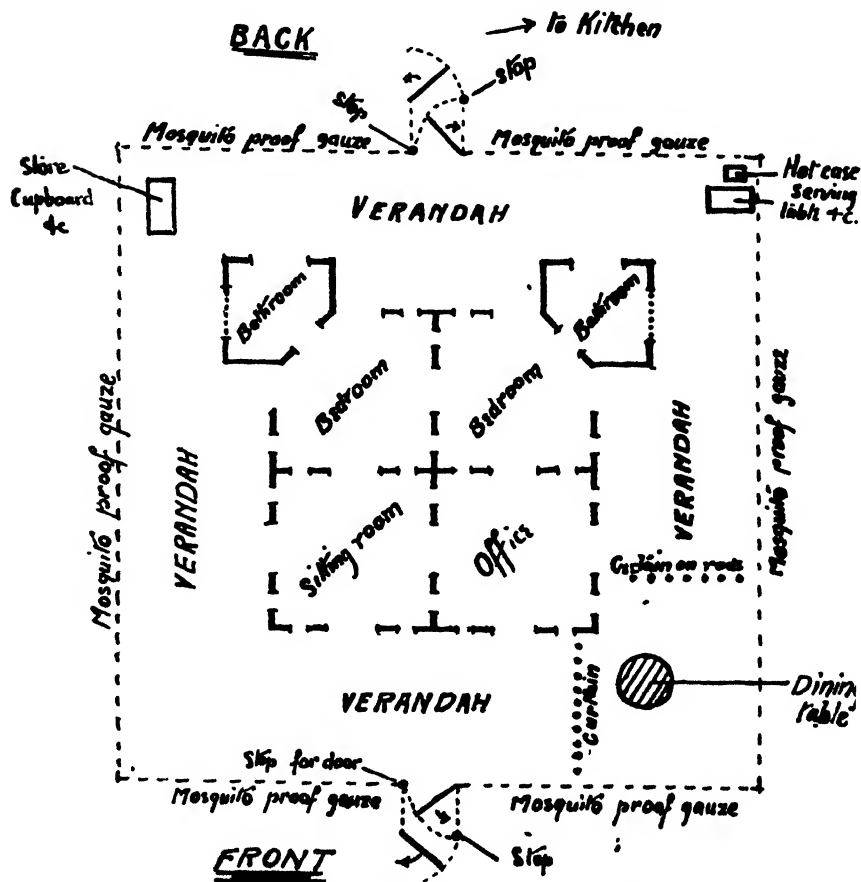 BACK
to Kitchen
Stop
Stop
Mosquito proof gauze
Mosquito proof gauze
Store
Cupboard
&c
Hot case
serving
table &c.
VERANDAH
Bathroom
Bathroom
Bedroom
Bedroom
Mosquito proof gauze
VERANDAH
VERANDAH
Mosquito proof gauze
Sitting room
Office
Curtain on rods
Curtain
Dining
table
VERANDAH
Stop for door
Mosquito proof gauze
Mosquito proof gauze
Stop
FRONT